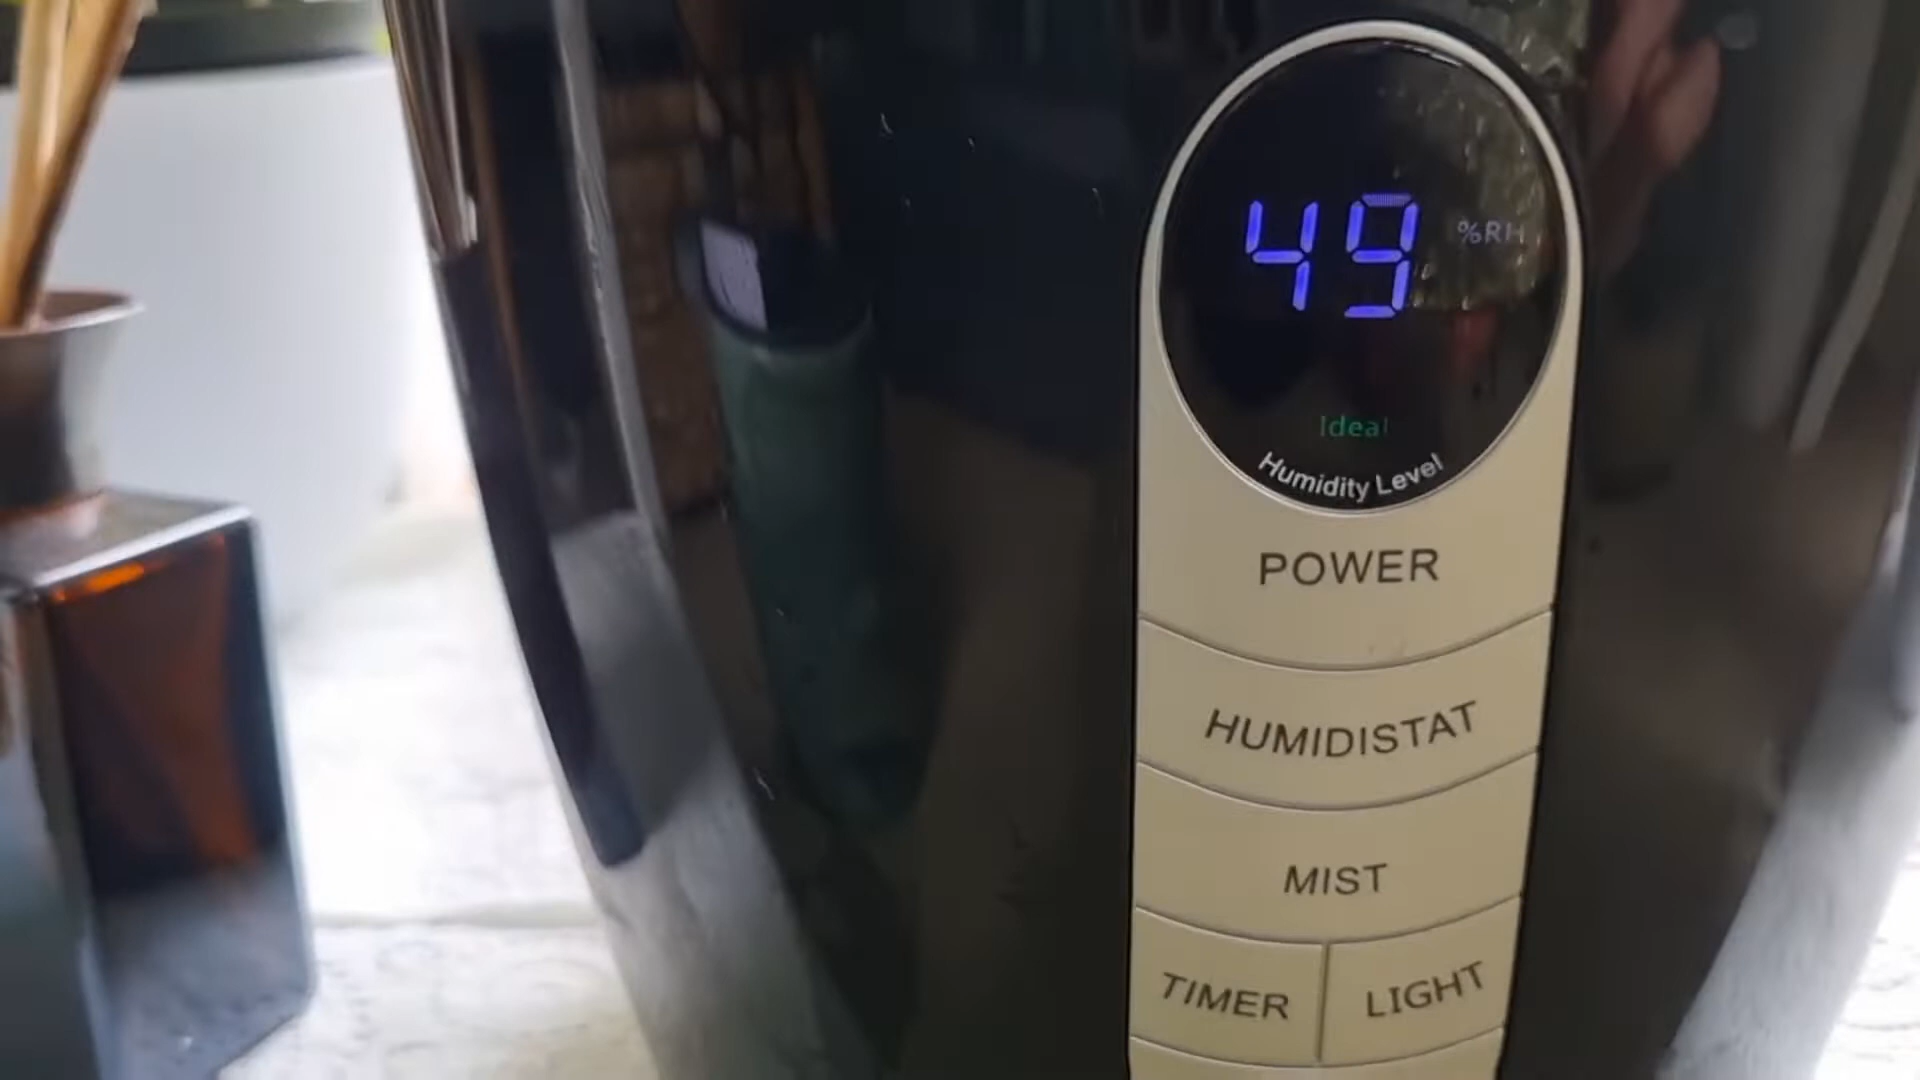 49 %RH
Ideal
Humidity Level
POWER
HUMIDISTAT
MIST
TIMER LIGHT